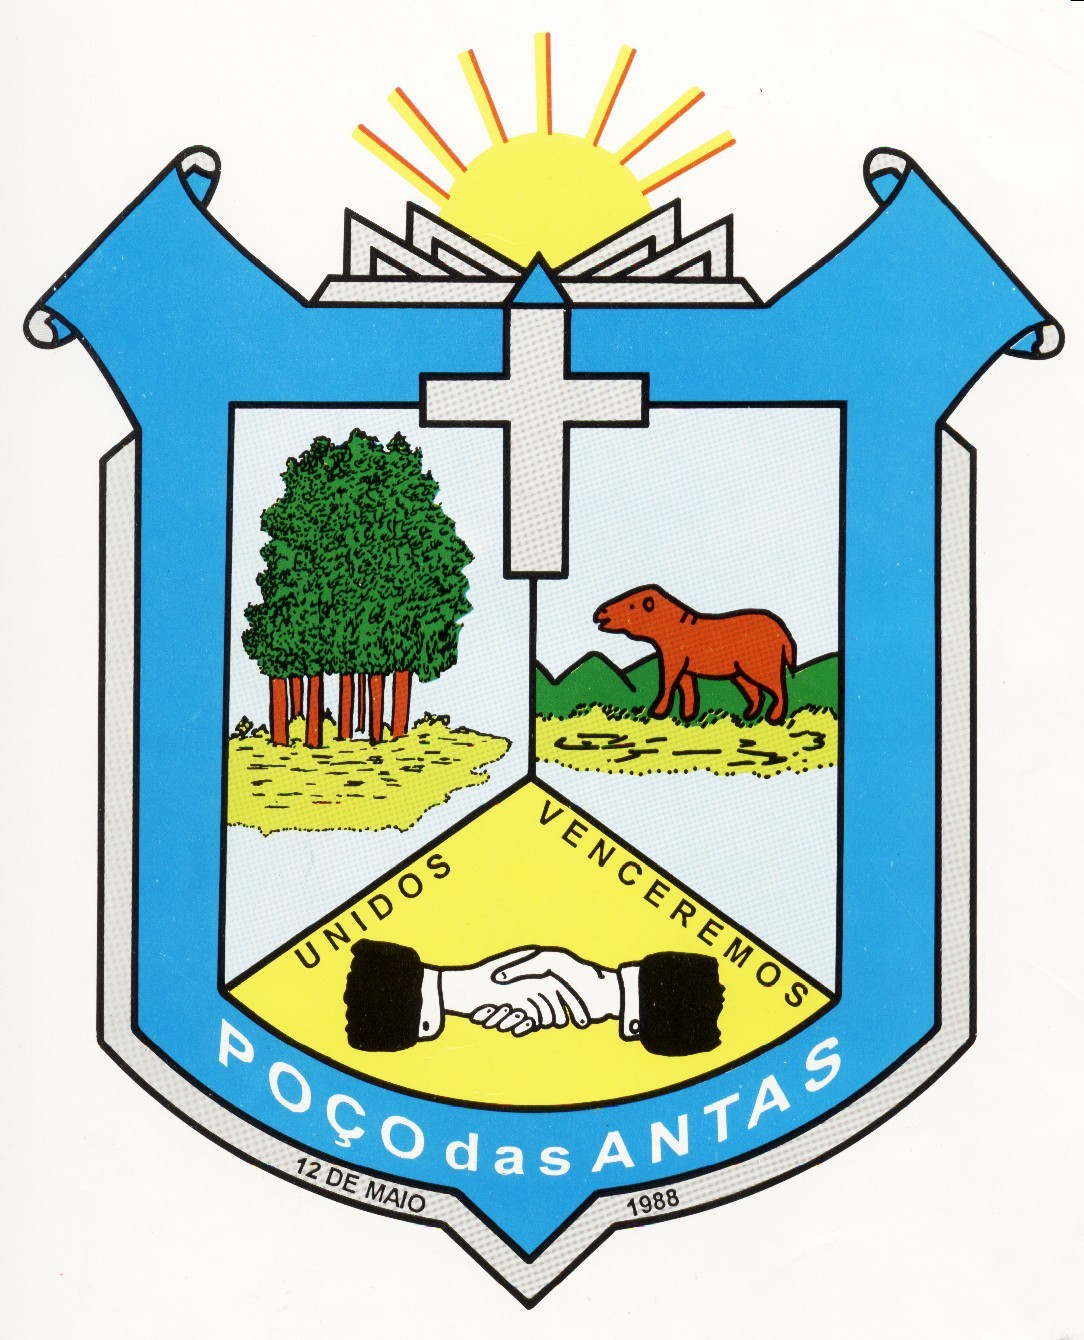 UNIDOS
VENCEREMOS
POÇO das ANTAS
12 DE MAIO 1988